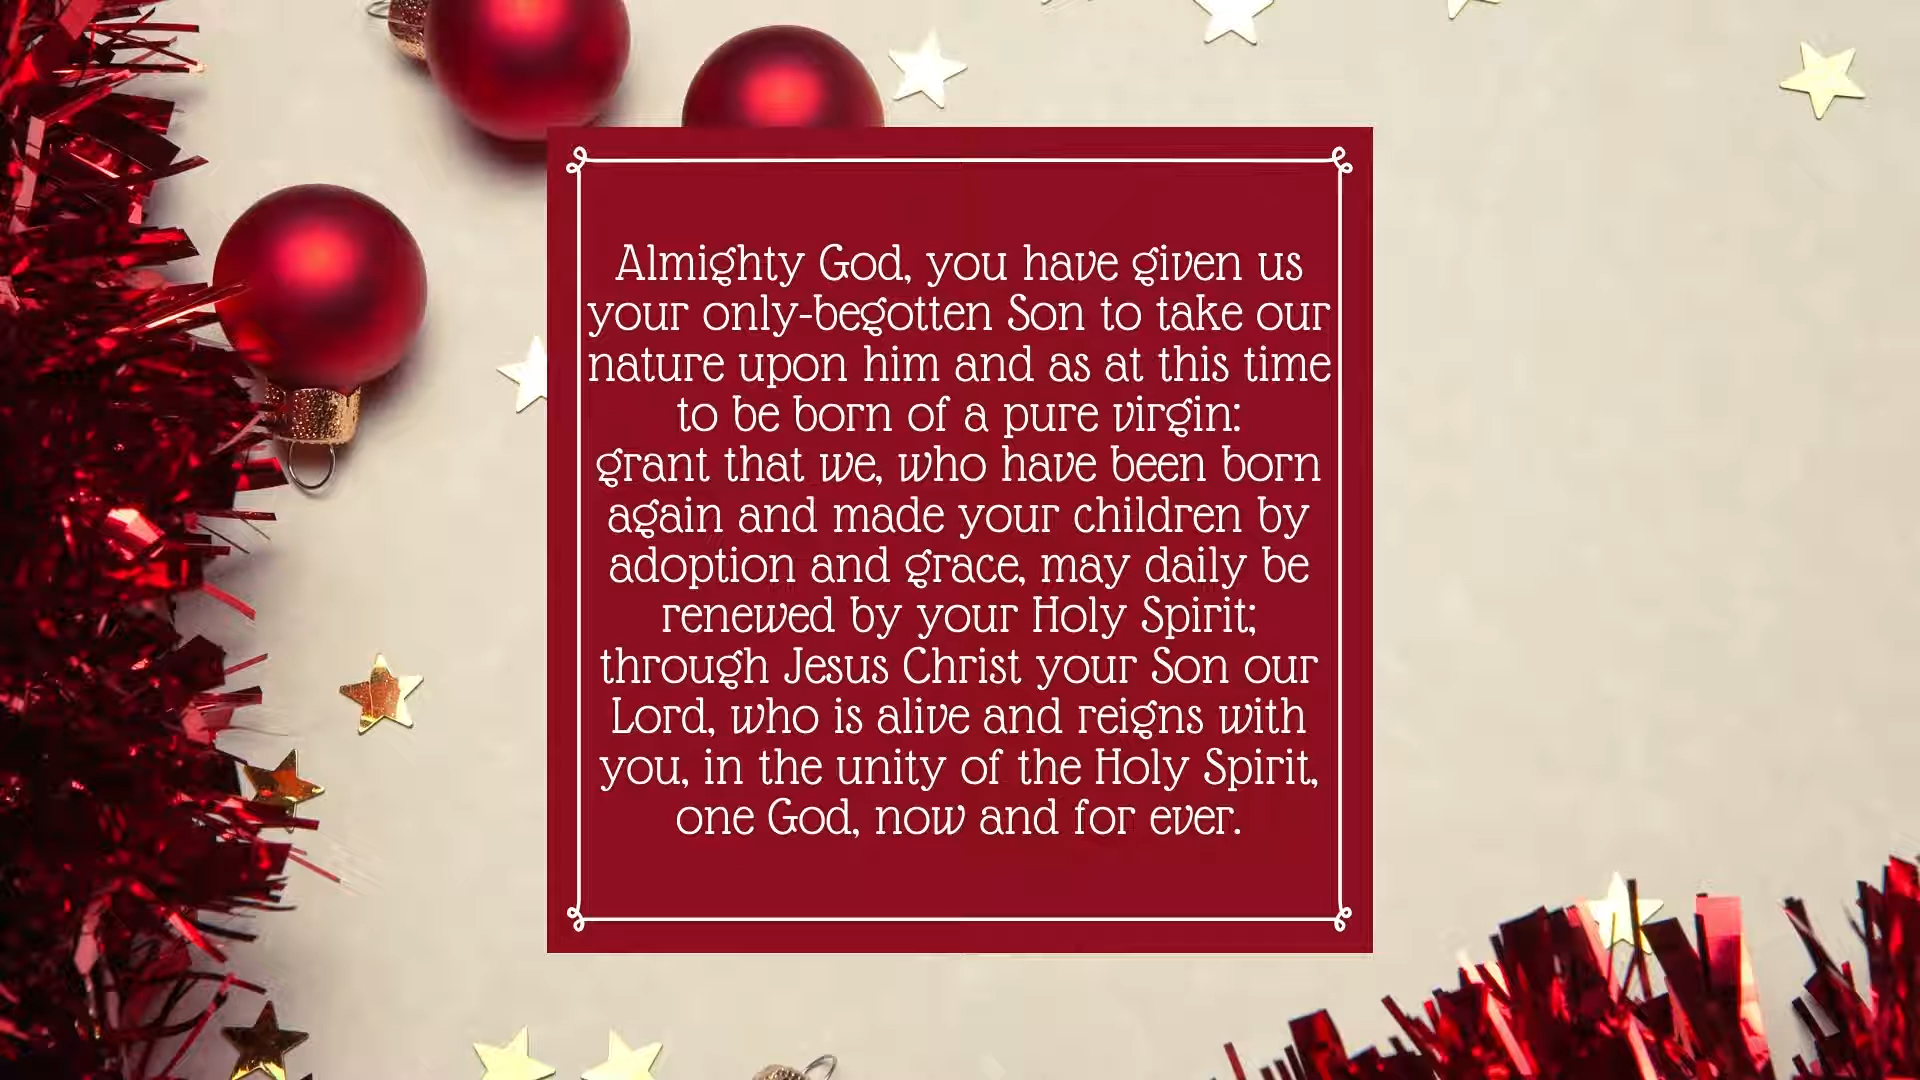 Almighty God, you have given us
your only-begotten Son to take our
nature upon him and as at this time
to be born of a pure virgin:
grant that we, who have been born
again and made your children by
adoption and grace, may daily be
renewed by your Holy Spirit;
through Jesus Christ your Son our
Lord, who is alive and reigns with
you, in the unity of the Holy Spirit,
one God, now and for ever.